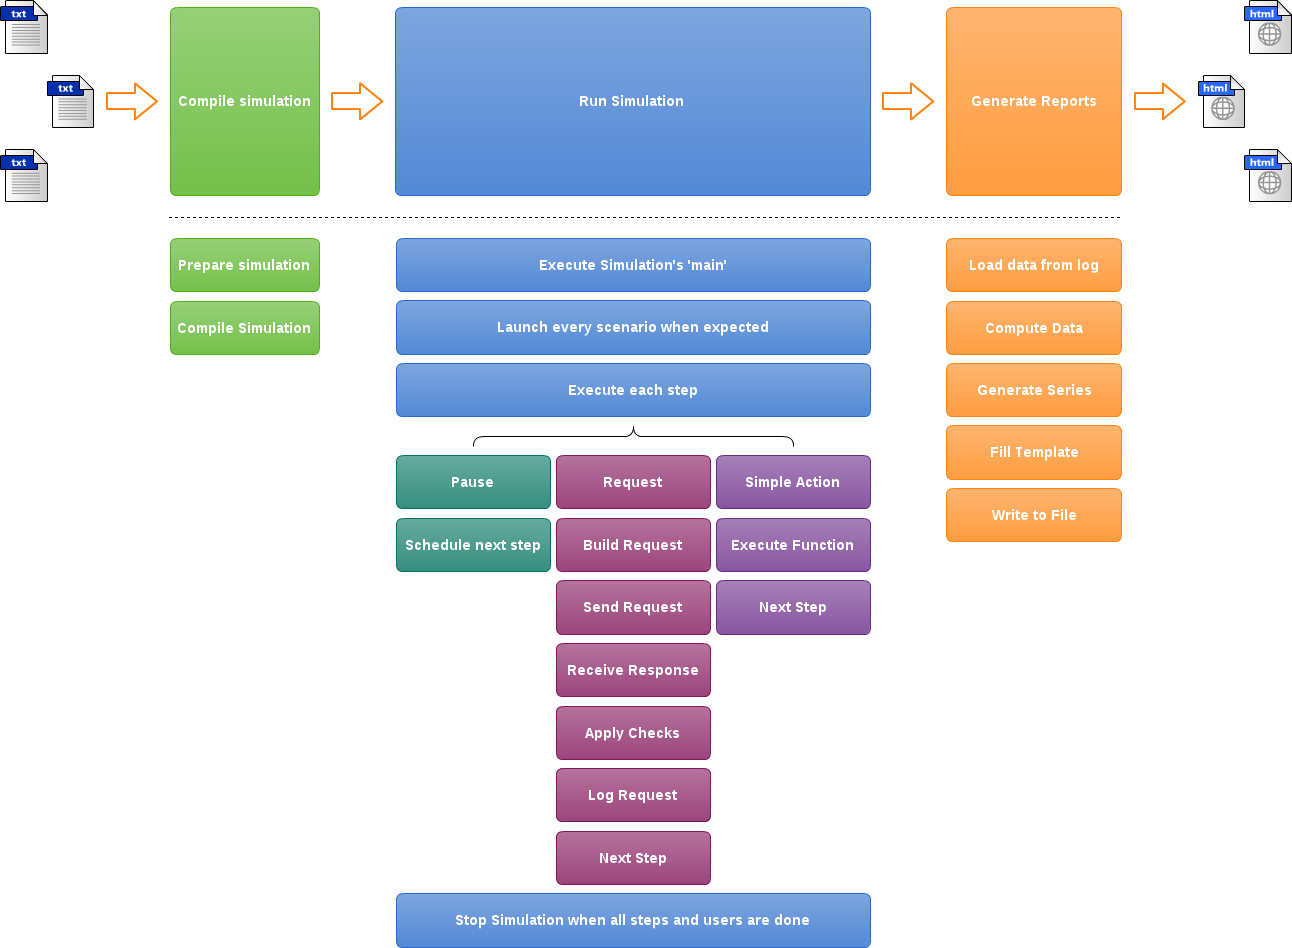 txt
txt
txt
Compile simulation
Run Simulation
Generate Reports
html
html
html
Prepare simulation
Compile Simulation
Execute Simulation's 'main'
Launch every scenario when expected
Execute each step
Pause
Schedule next step
Request
Build Request
Send Request
Receive Response
Apply Checks
Log Request
Next Step
Simple Action
Execute Function
Next Step
Stop Simulation when all steps and users are done
Load data from log
Compute Data
Generate Series
Fill Template
Write to File